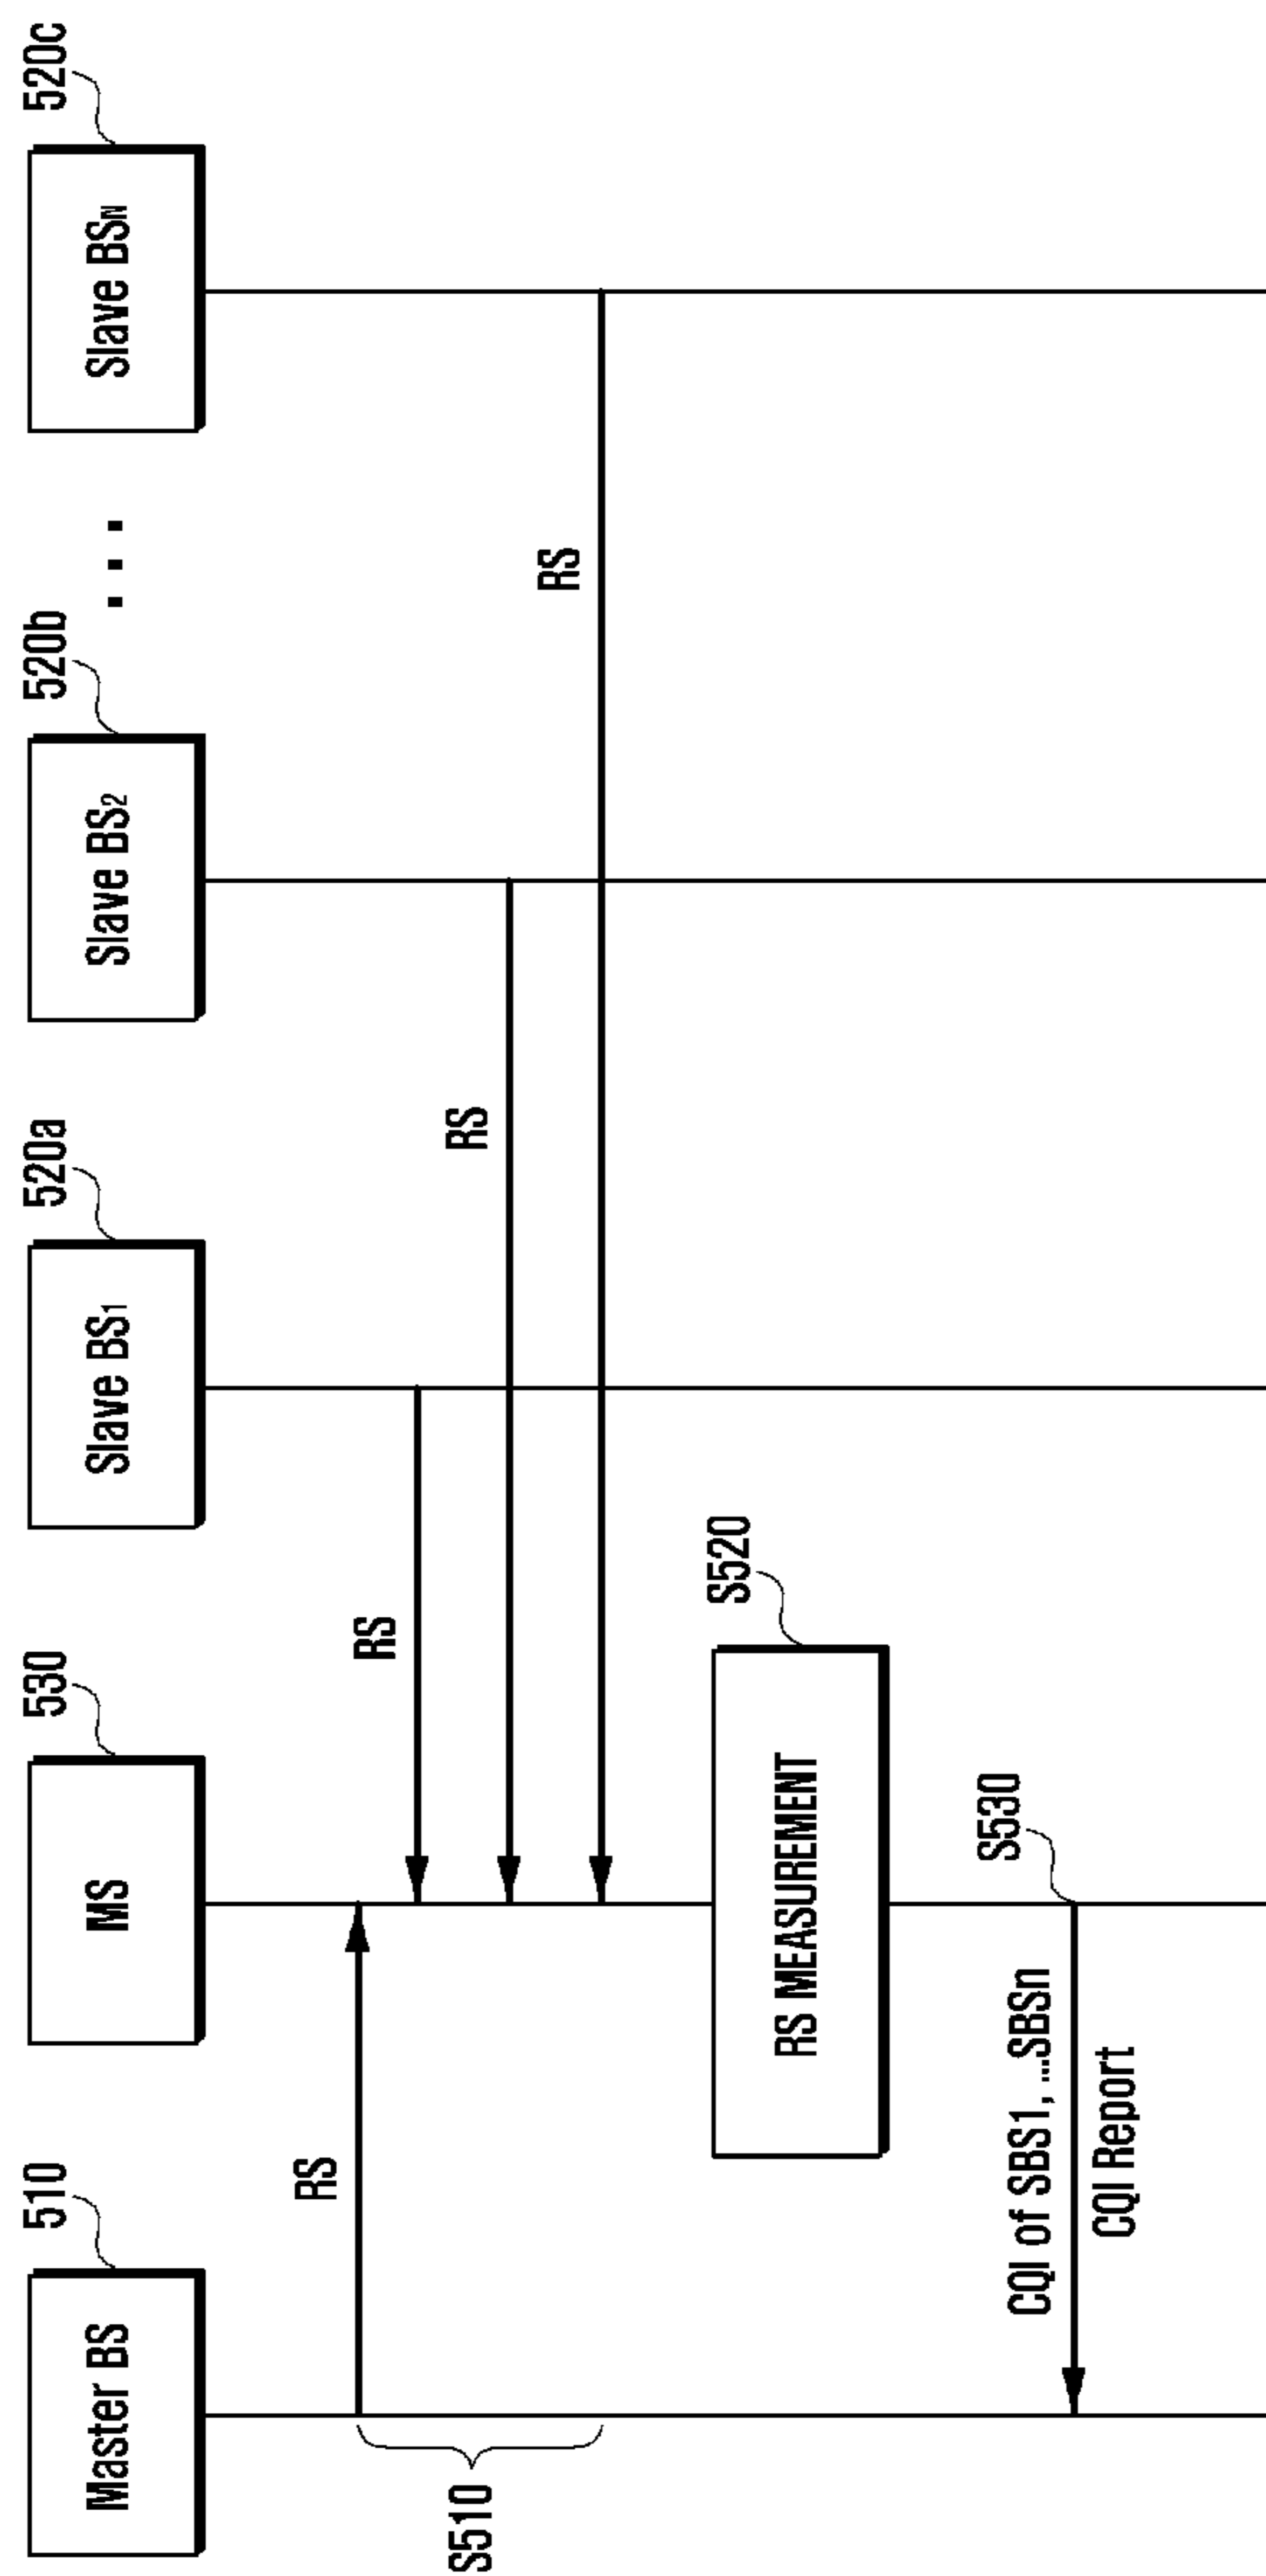 510
530
520a
520b
520c
Master BS
MS
Slave BS1
Slave BS2
...
Slave BSN
RS
RS
RS
RS
S510
S520
RS MEASUREMENT
S530
CQI of SBS1, ...SBSn
CQI Report